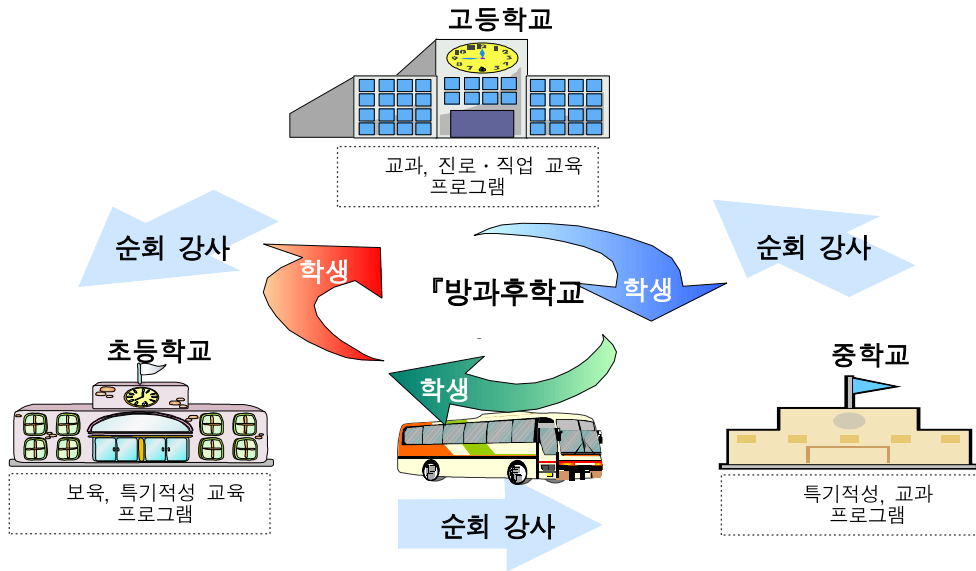 고등학교
교과, 진로·직업 교육
프로그램
순회 강사
순회 강사
학생
『방과후학교
학생
초등학교
중학교
학생
보육, 특기적성 교육
프로그램
특기적성, 교과
프로그램
순회 강사